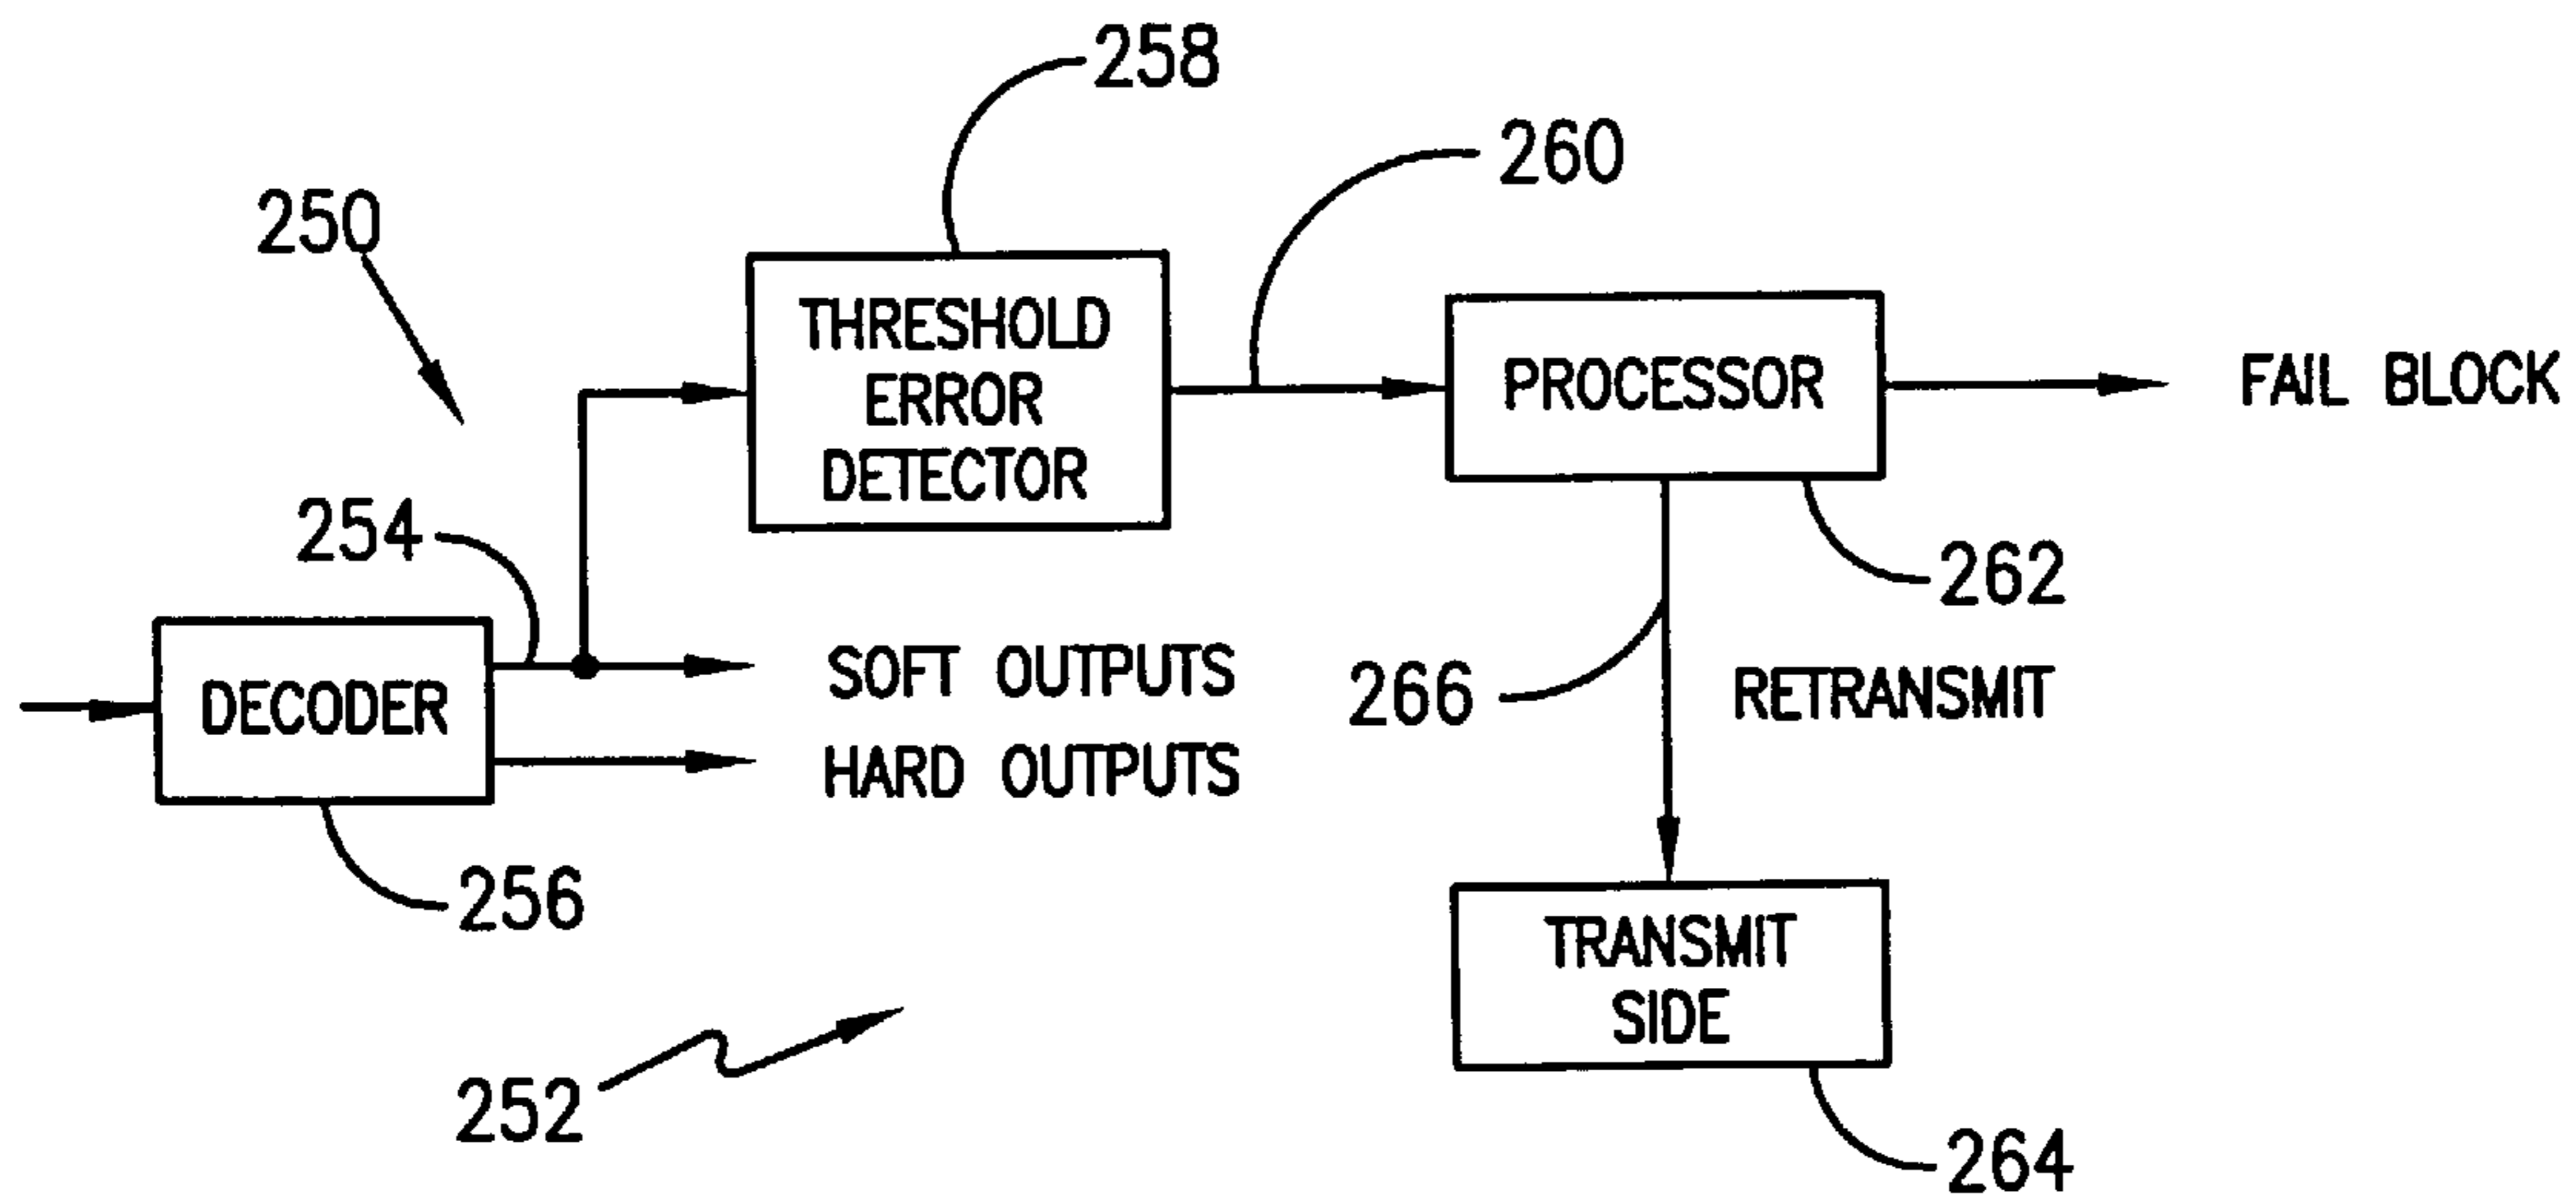 258
260
250
THRESHOLD
ERROR
DETECTOR
PROCESSOR
FAIL BLOCK
254
262
SOFT OUTPUTS
266
RETRANSMIT
DECODER
HARD OUTPUTS
256
TRANSMIT
SIDE
252
264